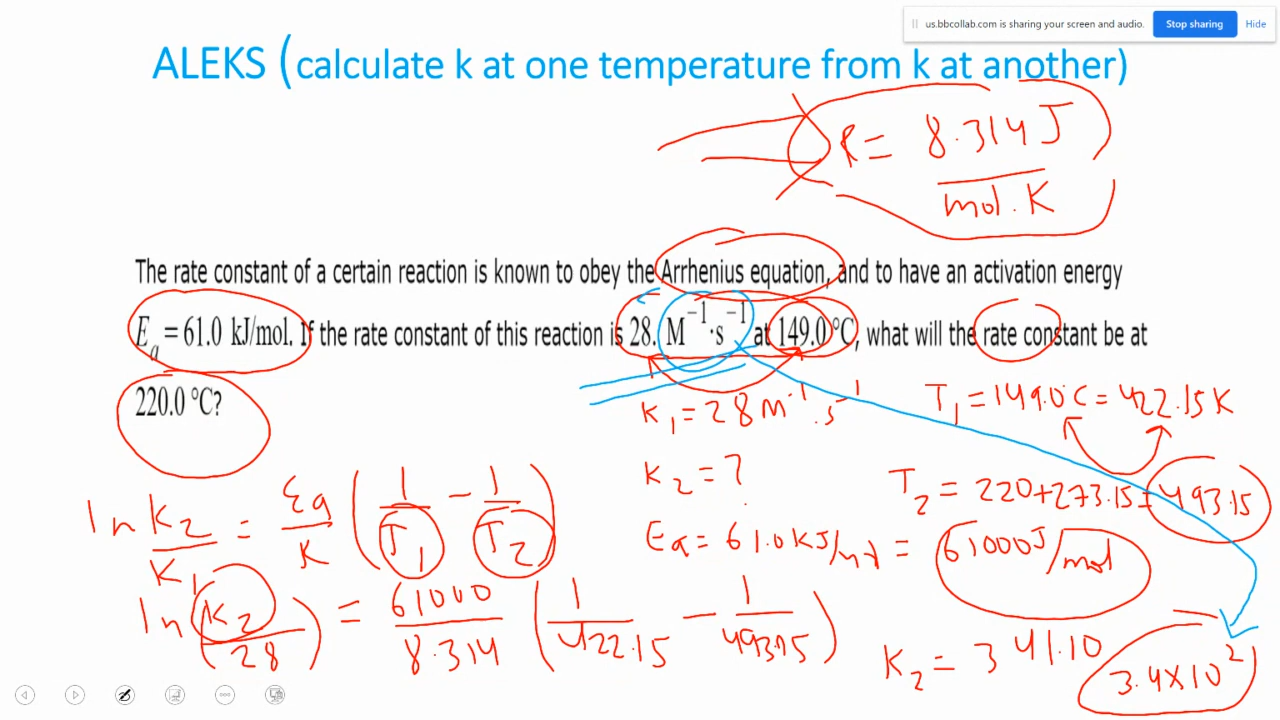 us.bbcollab.com is sharing your screen and audio. Stop sharing Hide
ALEKS (calculate k at one temperature from k at another)
R = 8.314 J / mol.K
The rate constant of a certain reaction is known to obey the Arrhenius equation, and to have an activation energy
Ea = 61.0 kJ/mol. If the rate constant of this reaction is 28. M⁻¹·s⁻¹ at 149.0 °C, what will the rate constant be at
220.0 °C?
K₁ = 28 M⁻¹.s⁻¹
T₁ = 149.0°C = 422.15 K
K₂ = ?
T₂ = 220+273.15 = 493.15
ln K₂/K₁ = Ea/K (1/T₁ − 1/T₂)
Ea = 61.0 KJ/mol = 61000J/mol
ln (K₂/28) = 61000/8.314 (1/422.15 − 1/493.15)
K₂ = 341.10
3.4×10²